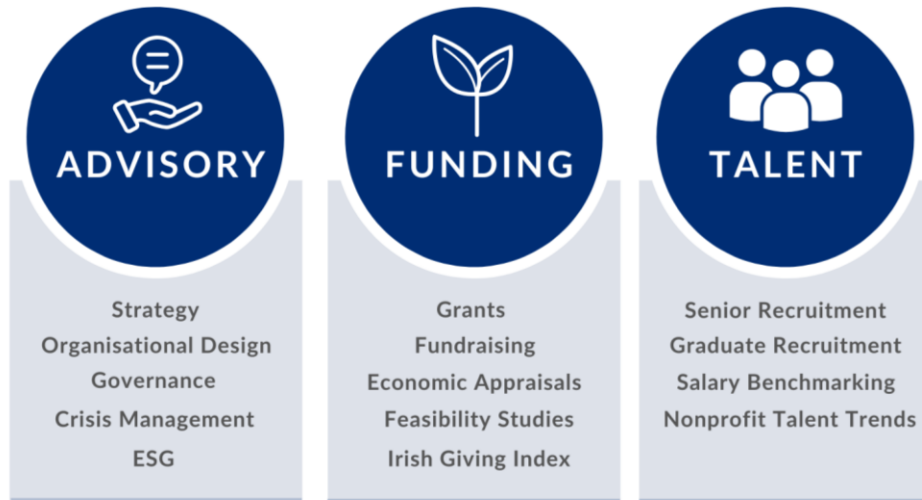 ADVISORY
Strategy
Organisational Design
Governance
Crisis Management
ESG
FUNDING
Grants
Fundraising
Economic Appraisals
Feasibility Studies
Irish Giving Index
TALENT
Senior Recruitment
Graduate Recruitment
Salary Benchmarking
Nonprofit Talent Trends